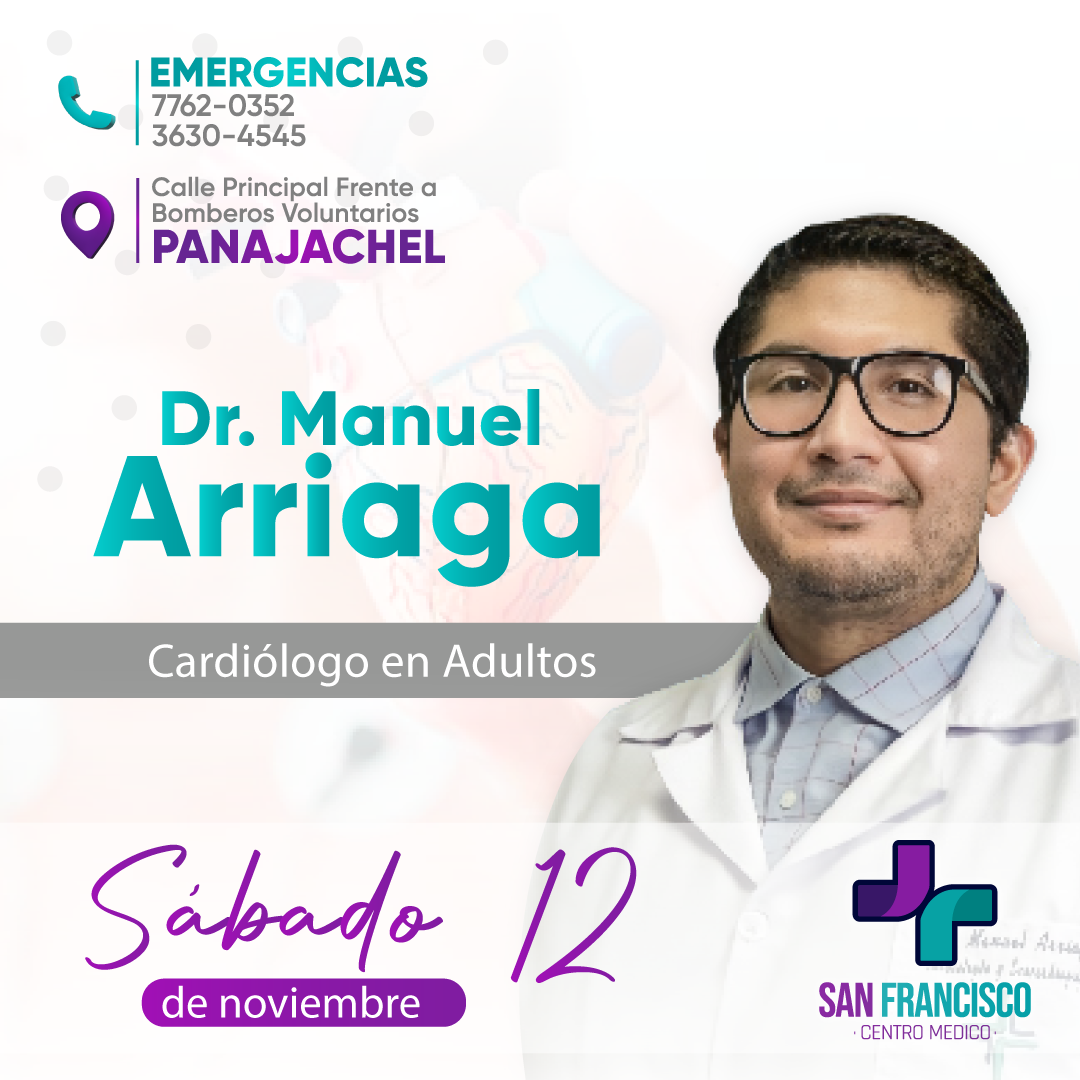 EMERGENCIAS
7762-0352
3630-4545
Calle Principal Frente a
Bomberos Voluntarios
PANAJACHEL
Dr. Manuel
Arriaga
Cardiólogo en Adultos
Sábado 12
de noviembre
SAN FRANCISCO
· CENTRO MEDICO ·